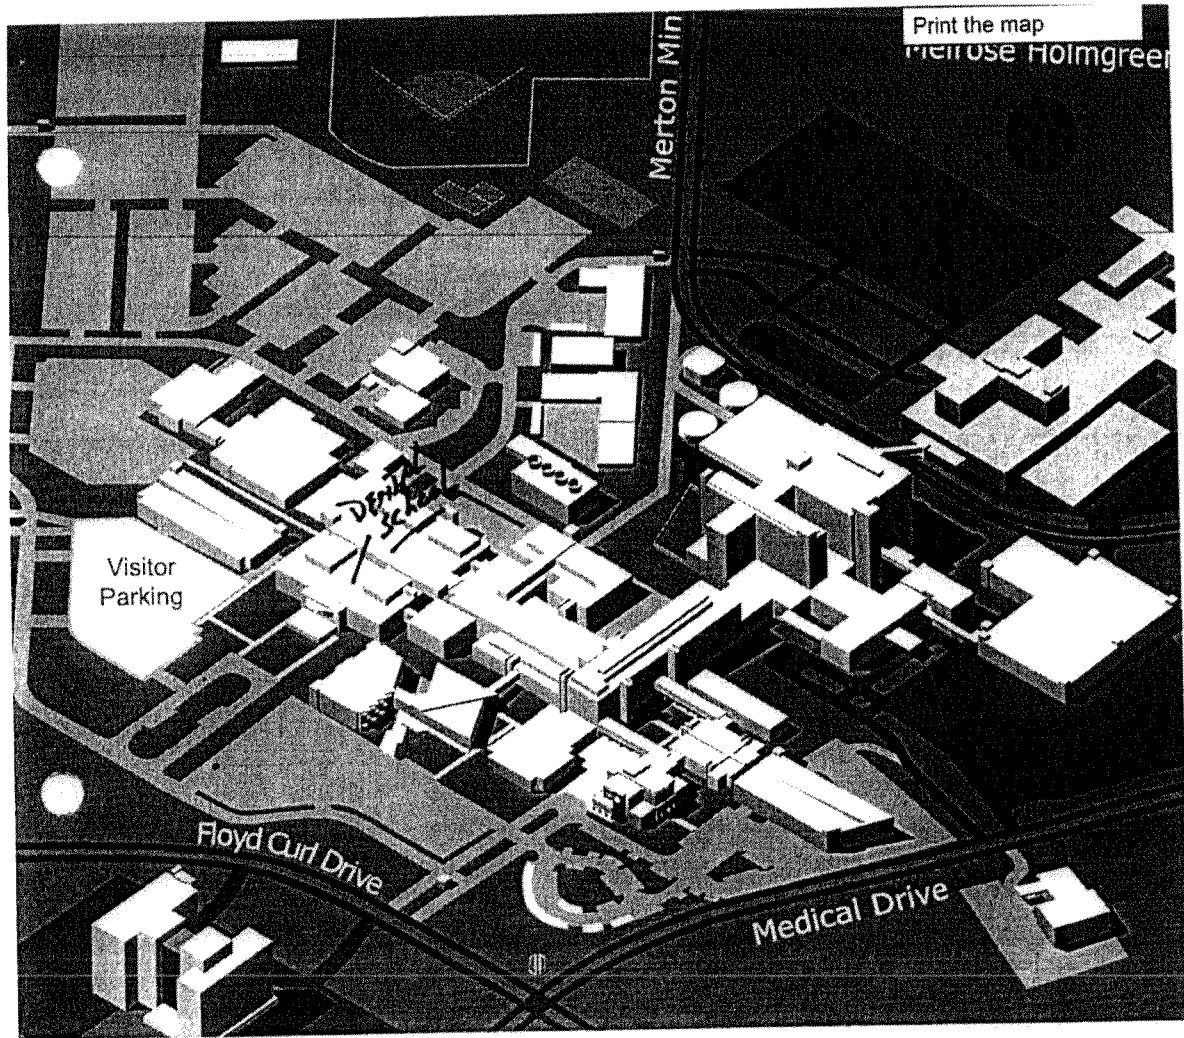 Print the map
Melrose Holmgreen
Merton Min
DENTAL
SCHOOL
Visitor
Parking
Floyd Curl Drive
Medical Drive